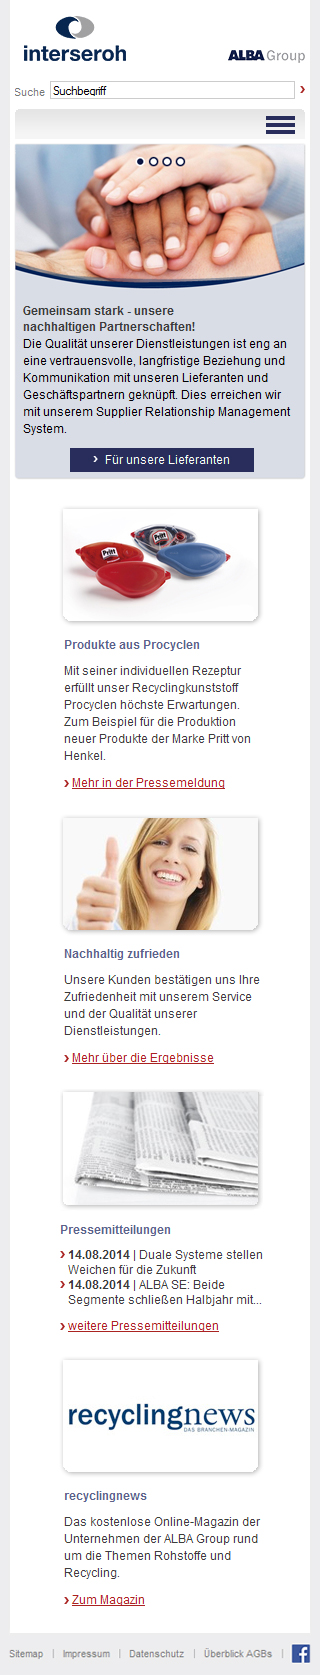 interseroh
ALBA Group
Suche
Suchbegriff
Gemeinsam stark - unsere
nachhaltigen Partnerschaften!
Die Qualität unserer Dienstleistungen ist eng an
eine vertrauensvolle, langfristige Beziehung und
Kommunikation mit unseren Lieferanten und
Geschäftspartnern geknüpft. Dies erreichen wir
mit unserem Supplier Relationship Management
System.
› Für unsere Lieferanten
Pritt
Pritt
Produkte aus Procyclen
Mit seiner individuellen Rezeptur
erfüllt unser Recyclingkunststoff
Procyclen höchste Erwartungen.
Zum Beispiel für die Produktion
neuer Produkte der Marke Pritt von
Henkel.
› Mehr in der Pressemeldung
Nachhaltig zufrieden
Unsere Kunden bestätigen uns Ihre
Zufriedenheit mit unserem Service
und der Qualität unserer
Dienstleistungen.
› Mehr über die Ergebnisse
Pressemitteilungen
› 14.08.2014 | Duale Systeme stellen
Weichen für die Zukunft
› 14.08.2014 | ALBA SE: Beide
Segmente schließen Halbjahr mit...
› weitere Pressemitteilungen
recyclingnews
DAS BRANCHEN-MAGAZIN
recyclingnews
Das kostenlose Online-Magazin der
Unternehmen der ALBA Group rund
um die Themen Rohstoffe und
Recycling.
› Zum Magazin
Sitemap | Impressum | Datenschutz | Überblick AGBs |